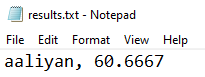 results.txt - Notepad
File Edit Format View Help
aaliyan, 60.6667